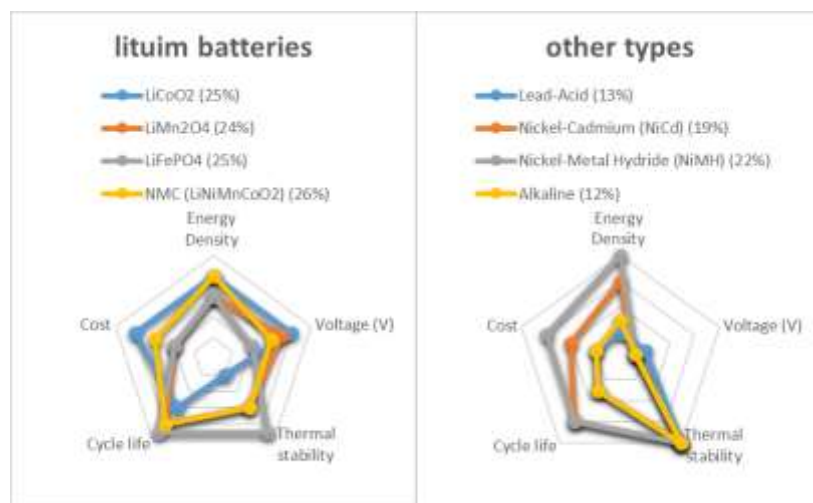 lituim batteries
LiCoO2 (25%)
LiMn2O4 (24%)
LiFePO4 (25%)
NMC (LiNiMnCoO2) (26%)
Energy
Density
Voltage (V)
Thermal
stability
Cycle life
Cost
other types
Lead-Acid (13%)
Nickel-Cadmium (NiCd) (19%)
Nickel-Metal Hydride (NiMH) (22%)
Alkaline (12%)
Energy
Density
Voltage (V)
Thermal
stability
Cycle life
Cost